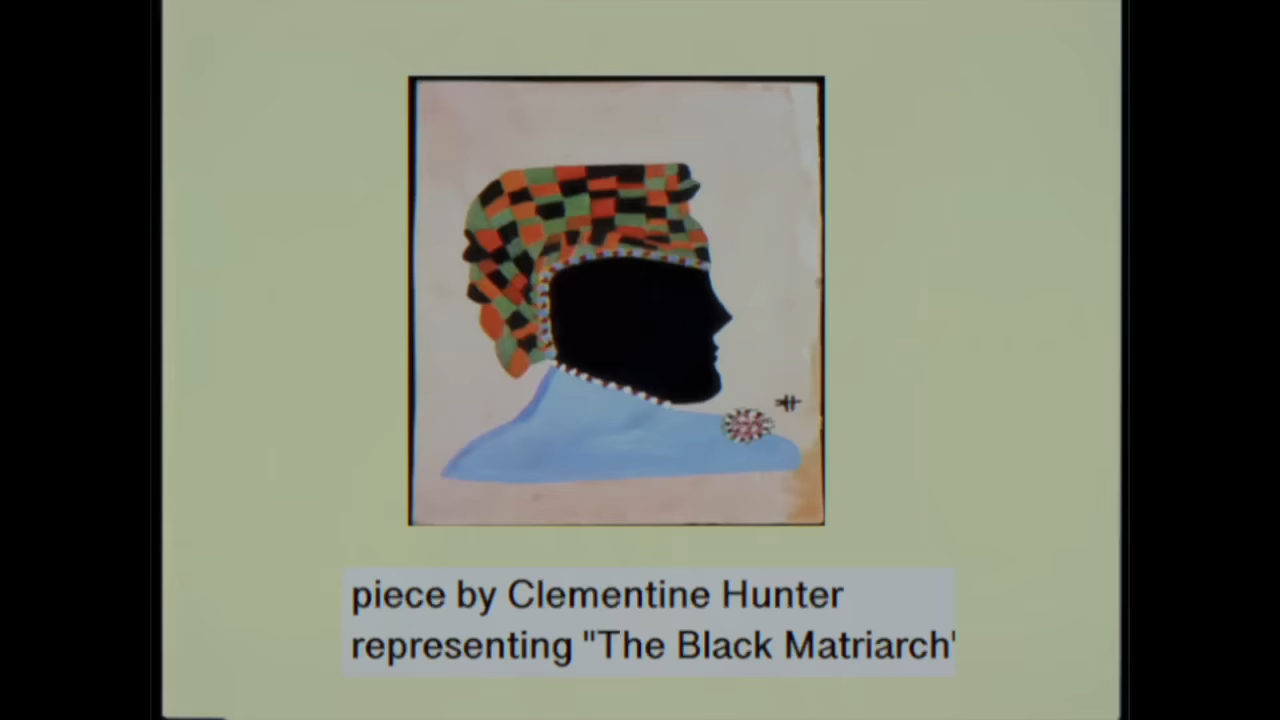 piece by Clementine Hunter
representing "The Black Matriarch'